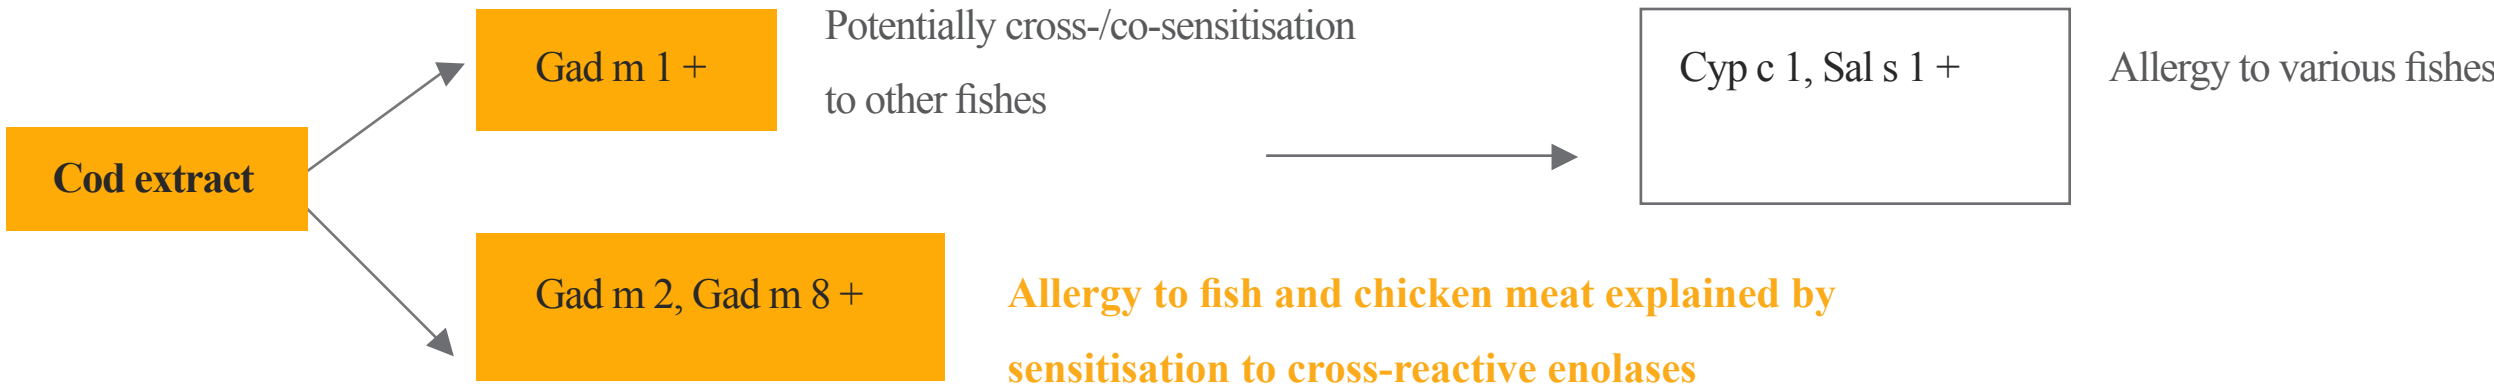 Cod extract
Gad m 1 +
Potentially cross-/co-sensitisation
to other fishes
Cyp c 1, Sal s 1 +
Allergy to various fishes
Gad m 2, Gad m 8 +
Allergy to fish and chicken meat explained by
sensitisation to cross-reactive enolases